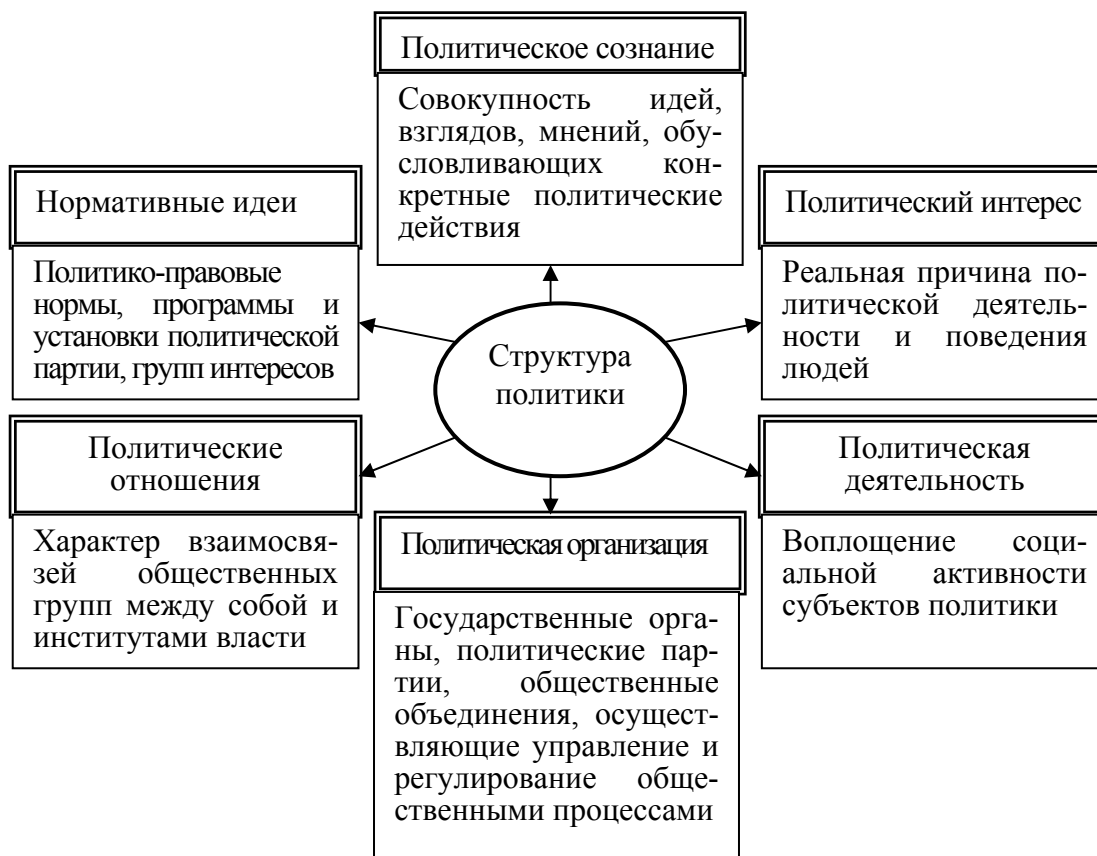 Политическое сознание
Совокупность идей,
взглядов, мнений, обу-
словливающих кон-
кретные политические
действия
Нормативные идеи
Политико-правовые
нормы, программы и
установки политической
партии, групп интересов
Политический интерес
Реальная причина по-
литической деятель-
ности и поведения
людей
Структура
политики
Политические
отношения
Характер взаимосвя-
зей общественных
групп между собой и
институтами власти
Политическая организация
Государственные орга-
ны, политические пар-
тии, общественные
объединения, осущест-
вляющие управление и
регулирование обще-
ственными процессами
Политическая
деятельность
Воплощение соци-
альной активности
субъектов политики